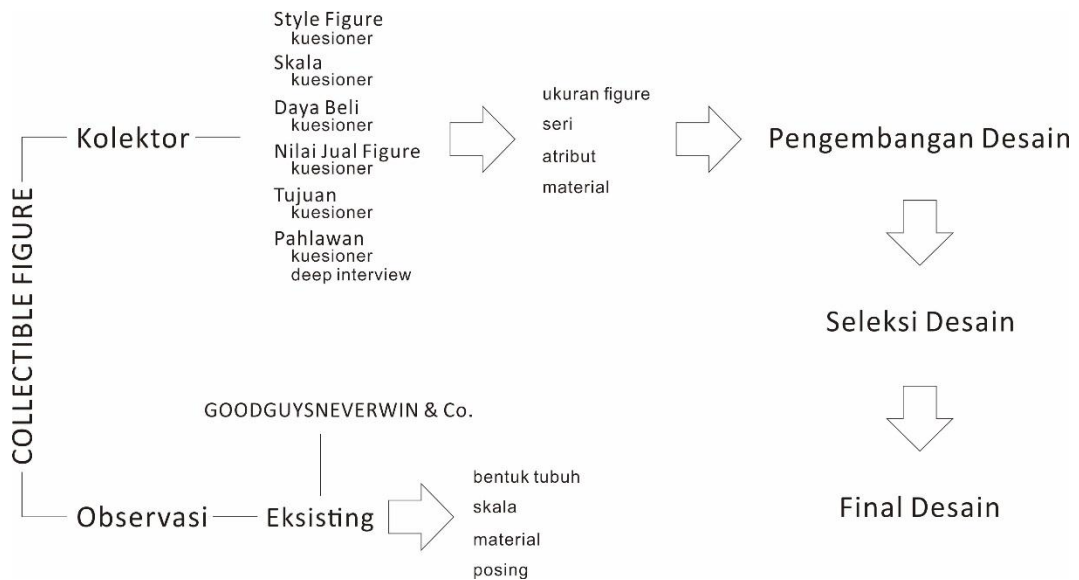 COLLECTIBLE FIGURE
Kolektor
Style Figure
kuesioner
Skala
kuesioner
Daya Beli
kuesioner
Nilai Jual Figure
kuesioner
Tujuan
kuesioner
Pahlawan
kuesioner
deep interview
ukuran figure
seri
atribut
material
Pengembangan Desain
Seleksi Desain
Final Desain
Observasi
Eksisting
GOODGUYSNEVERWIN & Co.
bentuk tubuh
skala
material
posing